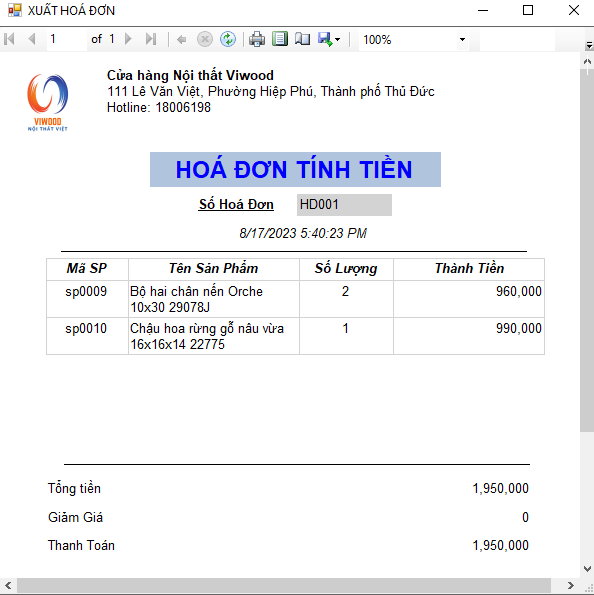 XUẤT HOÁ ĐƠN
1 of 1 100%
Cửa hàng Nội thất Viwood
111 Lê Văn Việt, Phường Hiệp Phú, Thành phố Thủ Đức
Hotline: 18006198
VIWOOD
NỘI THẤT VIỆT
HOÁ ĐƠN TÍNH TIỀN
Số Hoá Đơn HD001
8/17/2023 5:40:23 PM
Mã SP Tên Sản Phẩm Số Lượng Thành Tiền
sp0009 Bộ hai chân nến Orche 2 960,000
10x30 29078J
sp0010 Chậu hoa rừng gỗ nâu vừa 1 990,000
16x16x14 22775
Tổng tiền 1,950,000
Giảm Giá 0
Thanh Toán 1,950,000